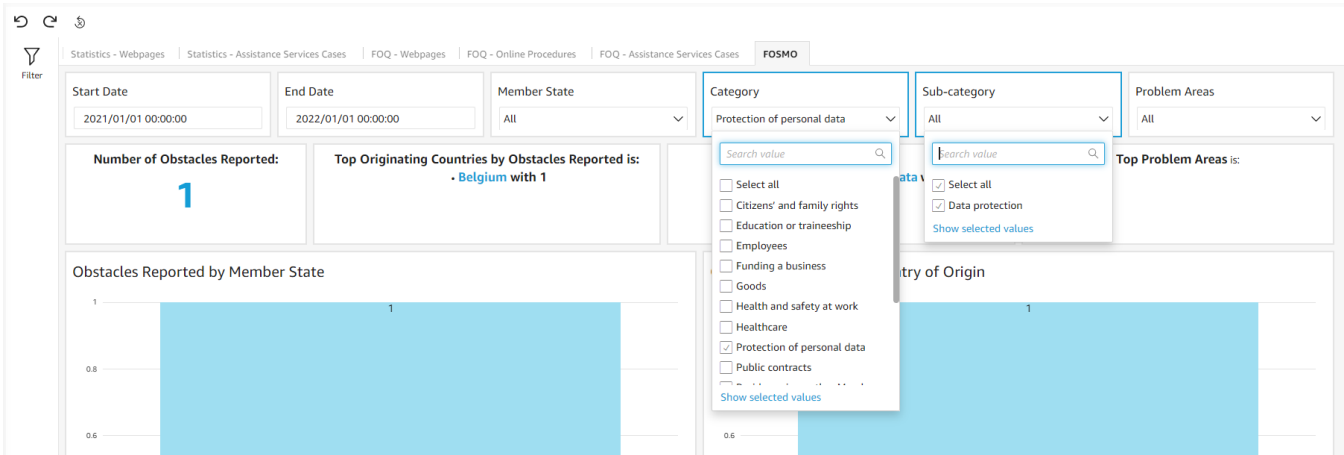 Statistics - Webpages
Statistics - Assistance Services Cases
FOQ - Webpages
FOQ - Online Procedures
FOQ - Assistance Services Cases
FOSMO
Filter
Start Date
2021/01/01 00:00:00
End Date
2022/01/01 00:00:00
Member State
All
Category
Protection of personal data
Sub-category
All
Problem Areas
All
Search value
Select all
Citizens' and family rights
Education or traineeship
Employees
Funding a business
Goods
Health and safety at work
Healthcare
Protection of personal data
Public contracts
Show selected values
Search value
Select all
Data protection
Show selected values
Number of Obstacles Reported:
1
Top Originating Countries by Obstacles Reported is:
• Belgium with 1
Top Problem Areas is:
Obstacles Reported by Member State
1
0.8
0.6
1
try of Origin
1
0.6